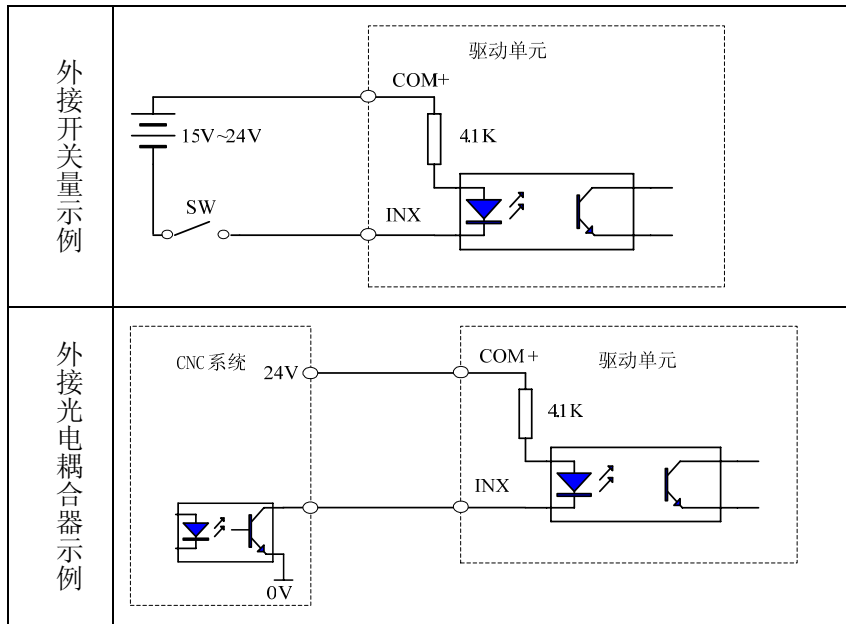 外接开关量示例
驱动单元
COM+
15V~24V
4.1K
SW
INX
外接光电耦合器示例
CNC系统
24V
COM+
驱动单元
4.1K
INX
0V